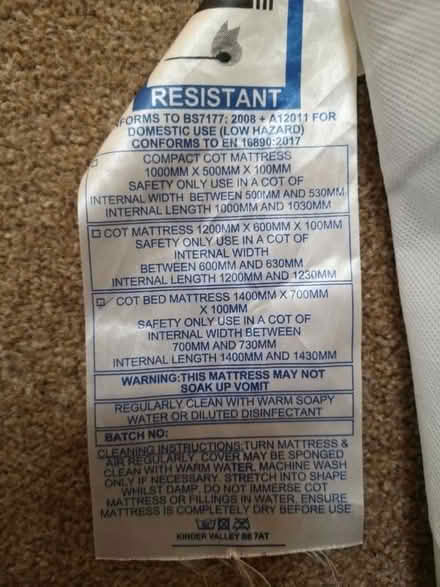 RESISTANT
FORMS TO BS7177: 2008 + A12011 FOR
DOMESTIC USE (LOW HAZARD)
CONFORMS TO EN 16890:2017
COMPACT COT MATTRESS
1000MM X 500MM X 100MM
SAFETY ONLY USE IN A COT OF
INTERNAL WIDTH BETWEEN 500MM AND 530MM
INTERNAL LENGTH 1000MM AND 1030MM
COT MATTRESS 1200MM X 600MM X 100MM
SAFETY ONLY USE IN A COT OF
INTERNAL WIDTH
BETWEEN 600MM AND 630MM
INTERNAL LENGTH 1200MM AND 1230MM
COT BED MATTRESS 1400MM X 700MM
X 100MM
SAFETY ONLY USE IN A COT OF
INTERNAL WIDTH BETWEEN
700MM AND 730MM
INTERNAL LENGTH 1400MM AND 1430MM
WARNING:THIS MATTRESS MAY NOT
SOAK UP VOMIT
REGULARLY CLEAN WITH WARM SOAPY
WATER OR DILUTED DISINFECTANT
BATCH NO:
CLEANING INSTRUCTIONS:TURN MATTRESS &
AIR REGULARLY. COVER MAY BE SPONGED
CLEAN WITH WARM WATER, MACHINE WASH
ONLY IF NECESSARY. STRETCH INTO SHAPE
WHILST DAMP. DO NOT IMMERSE COT
MATTRESS OR FILLINGS IN WATER. ENSURE
MATTRESS IS COMPLETELY DRY BEFORE USE
KINDER VALLEY B8 7AT